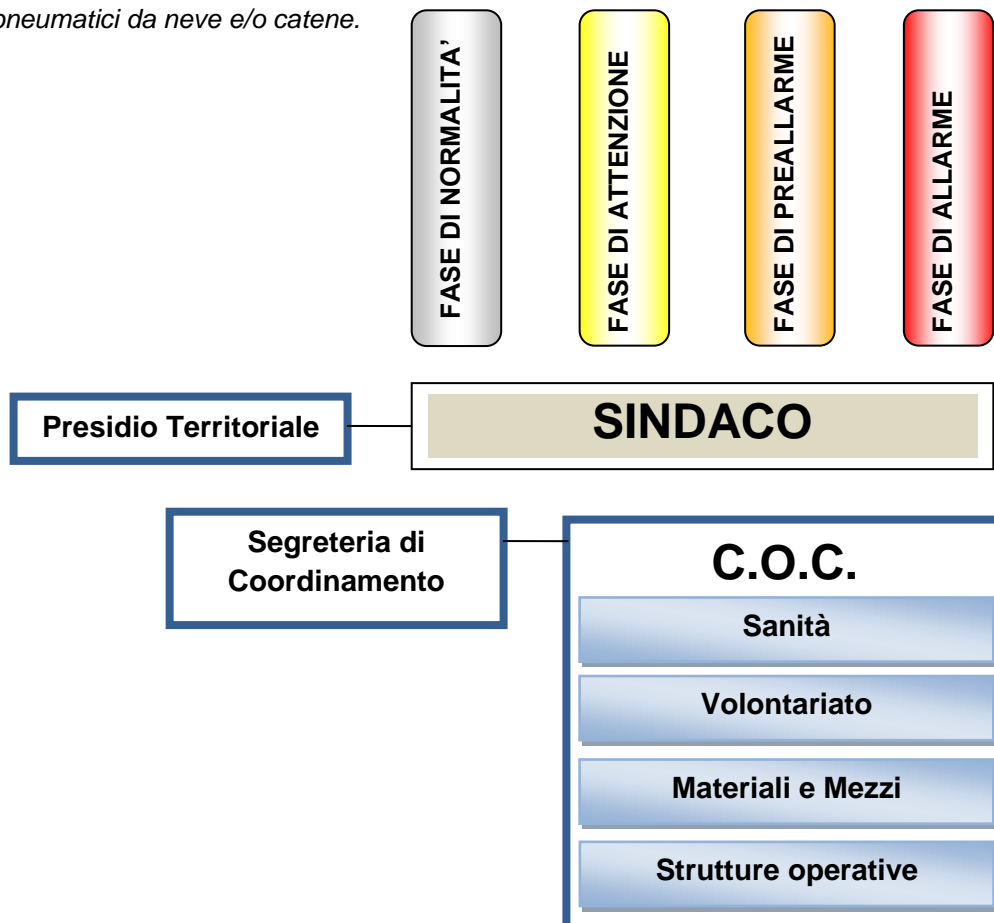 pneumatici da neve e/o catene.
FASE DI NORMALITA’
FASE DI ATTENZIONE
FASE DI PREALLARME
FASE DI ALLARME
Presidio Territoriale
SINDACO
Segreteria di
Coordinamento
C.O.C.
Sanità
Volontariato
Materiali e Mezzi
Strutture operative